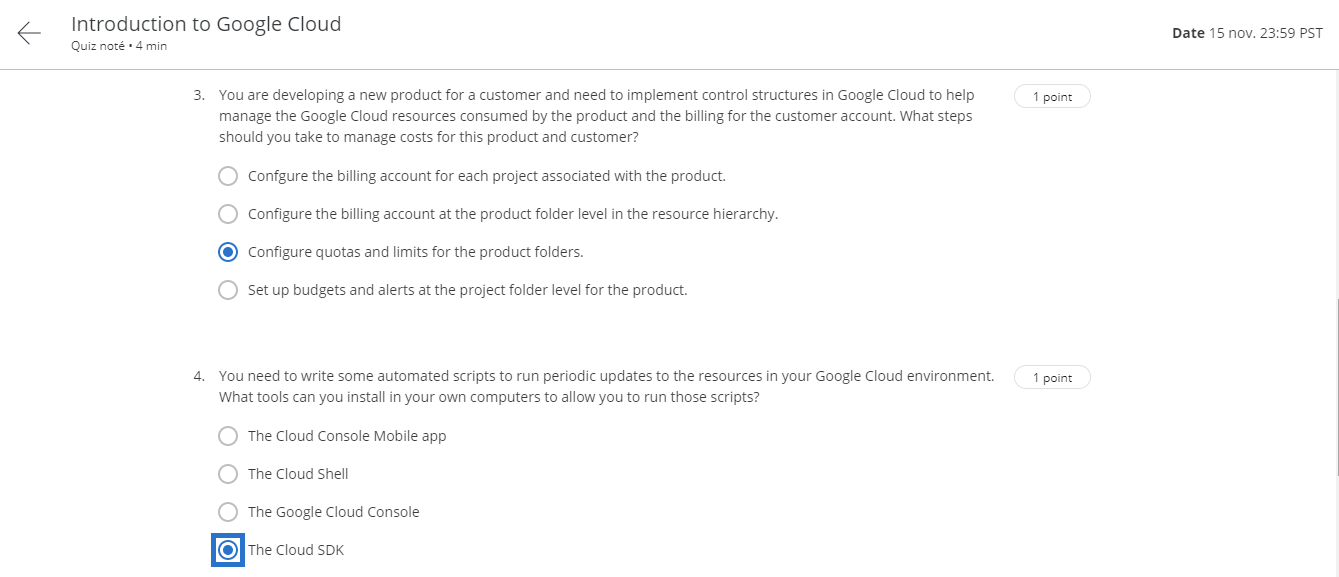 Introduction to Google Cloud
Quiz noté • 4 min
Date 15 nov. 23:59 PST
3. You are developing a new product for a customer and need to implement control structures in Google Cloud to help
manage the Google Cloud resources consumed by the product and the billing for the customer account. What steps
should you take to manage costs for this product and customer?
1 point
Confgure the billing account for each project associated with the product.
Configure the billing account at the product folder level in the resource hierarchy.
Configure quotas and limits for the product folders.
Set up budgets and alerts at the project folder level for the product.
4. You need to write some automated scripts to run periodic updates to the resources in your Google Cloud environment.
What tools can you install in your own computers to allow you to run those scripts?
1 point
The Cloud Console Mobile app
The Cloud Shell
The Google Cloud Console
The Cloud SDK